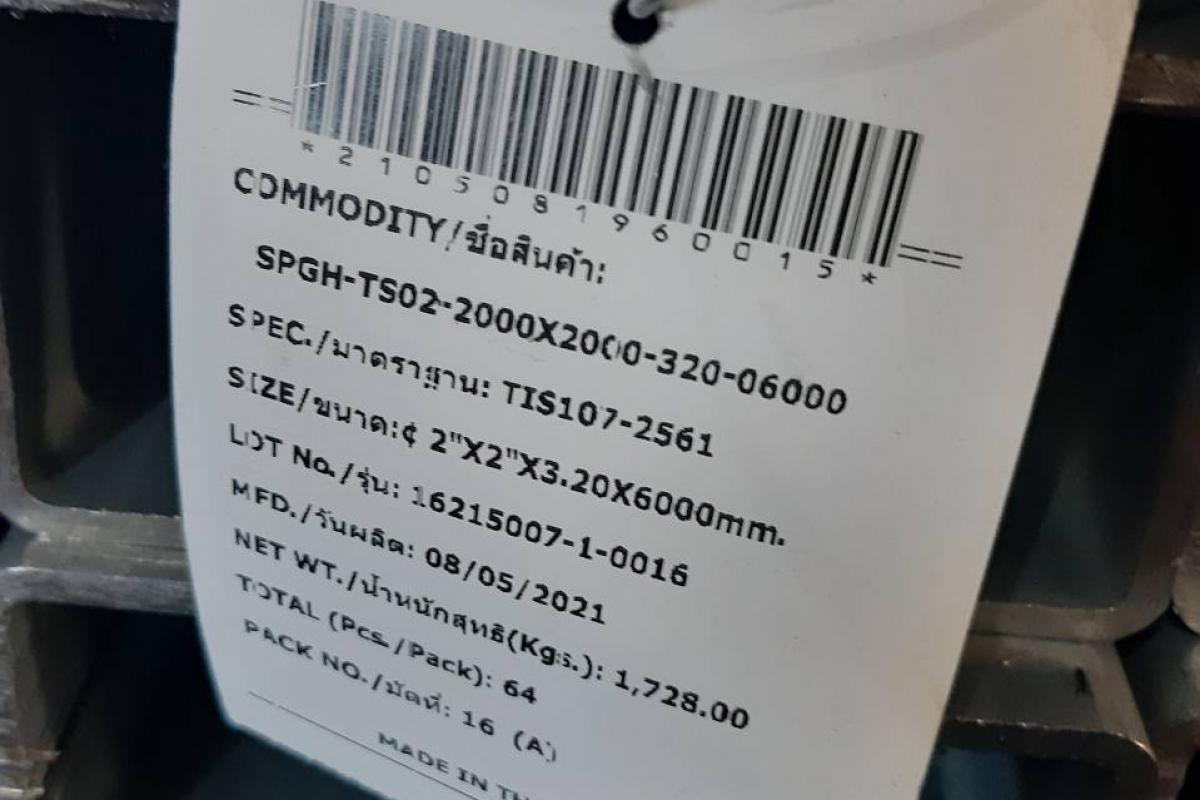 *210508196 0015*
COMMODITY/ชื่อสินค้า:
SPGH-TS02-2000X2000-320-06000
SPEC./มาตราฐาน: TIS107-2561
SIZE/ขนาด:¢ 2"X2"X3.20X6000mm.
LOT No./รุ่น: 16215007-1-0016
MFD./วันผลิต: 08/05/2021
NET WT./น้ำหนักสุทธิ(Kgs.): 1,728.00
TOTAL (Pcs./Pack): 64
PACK NO./มัดที่: 16 (A)
MADE IN